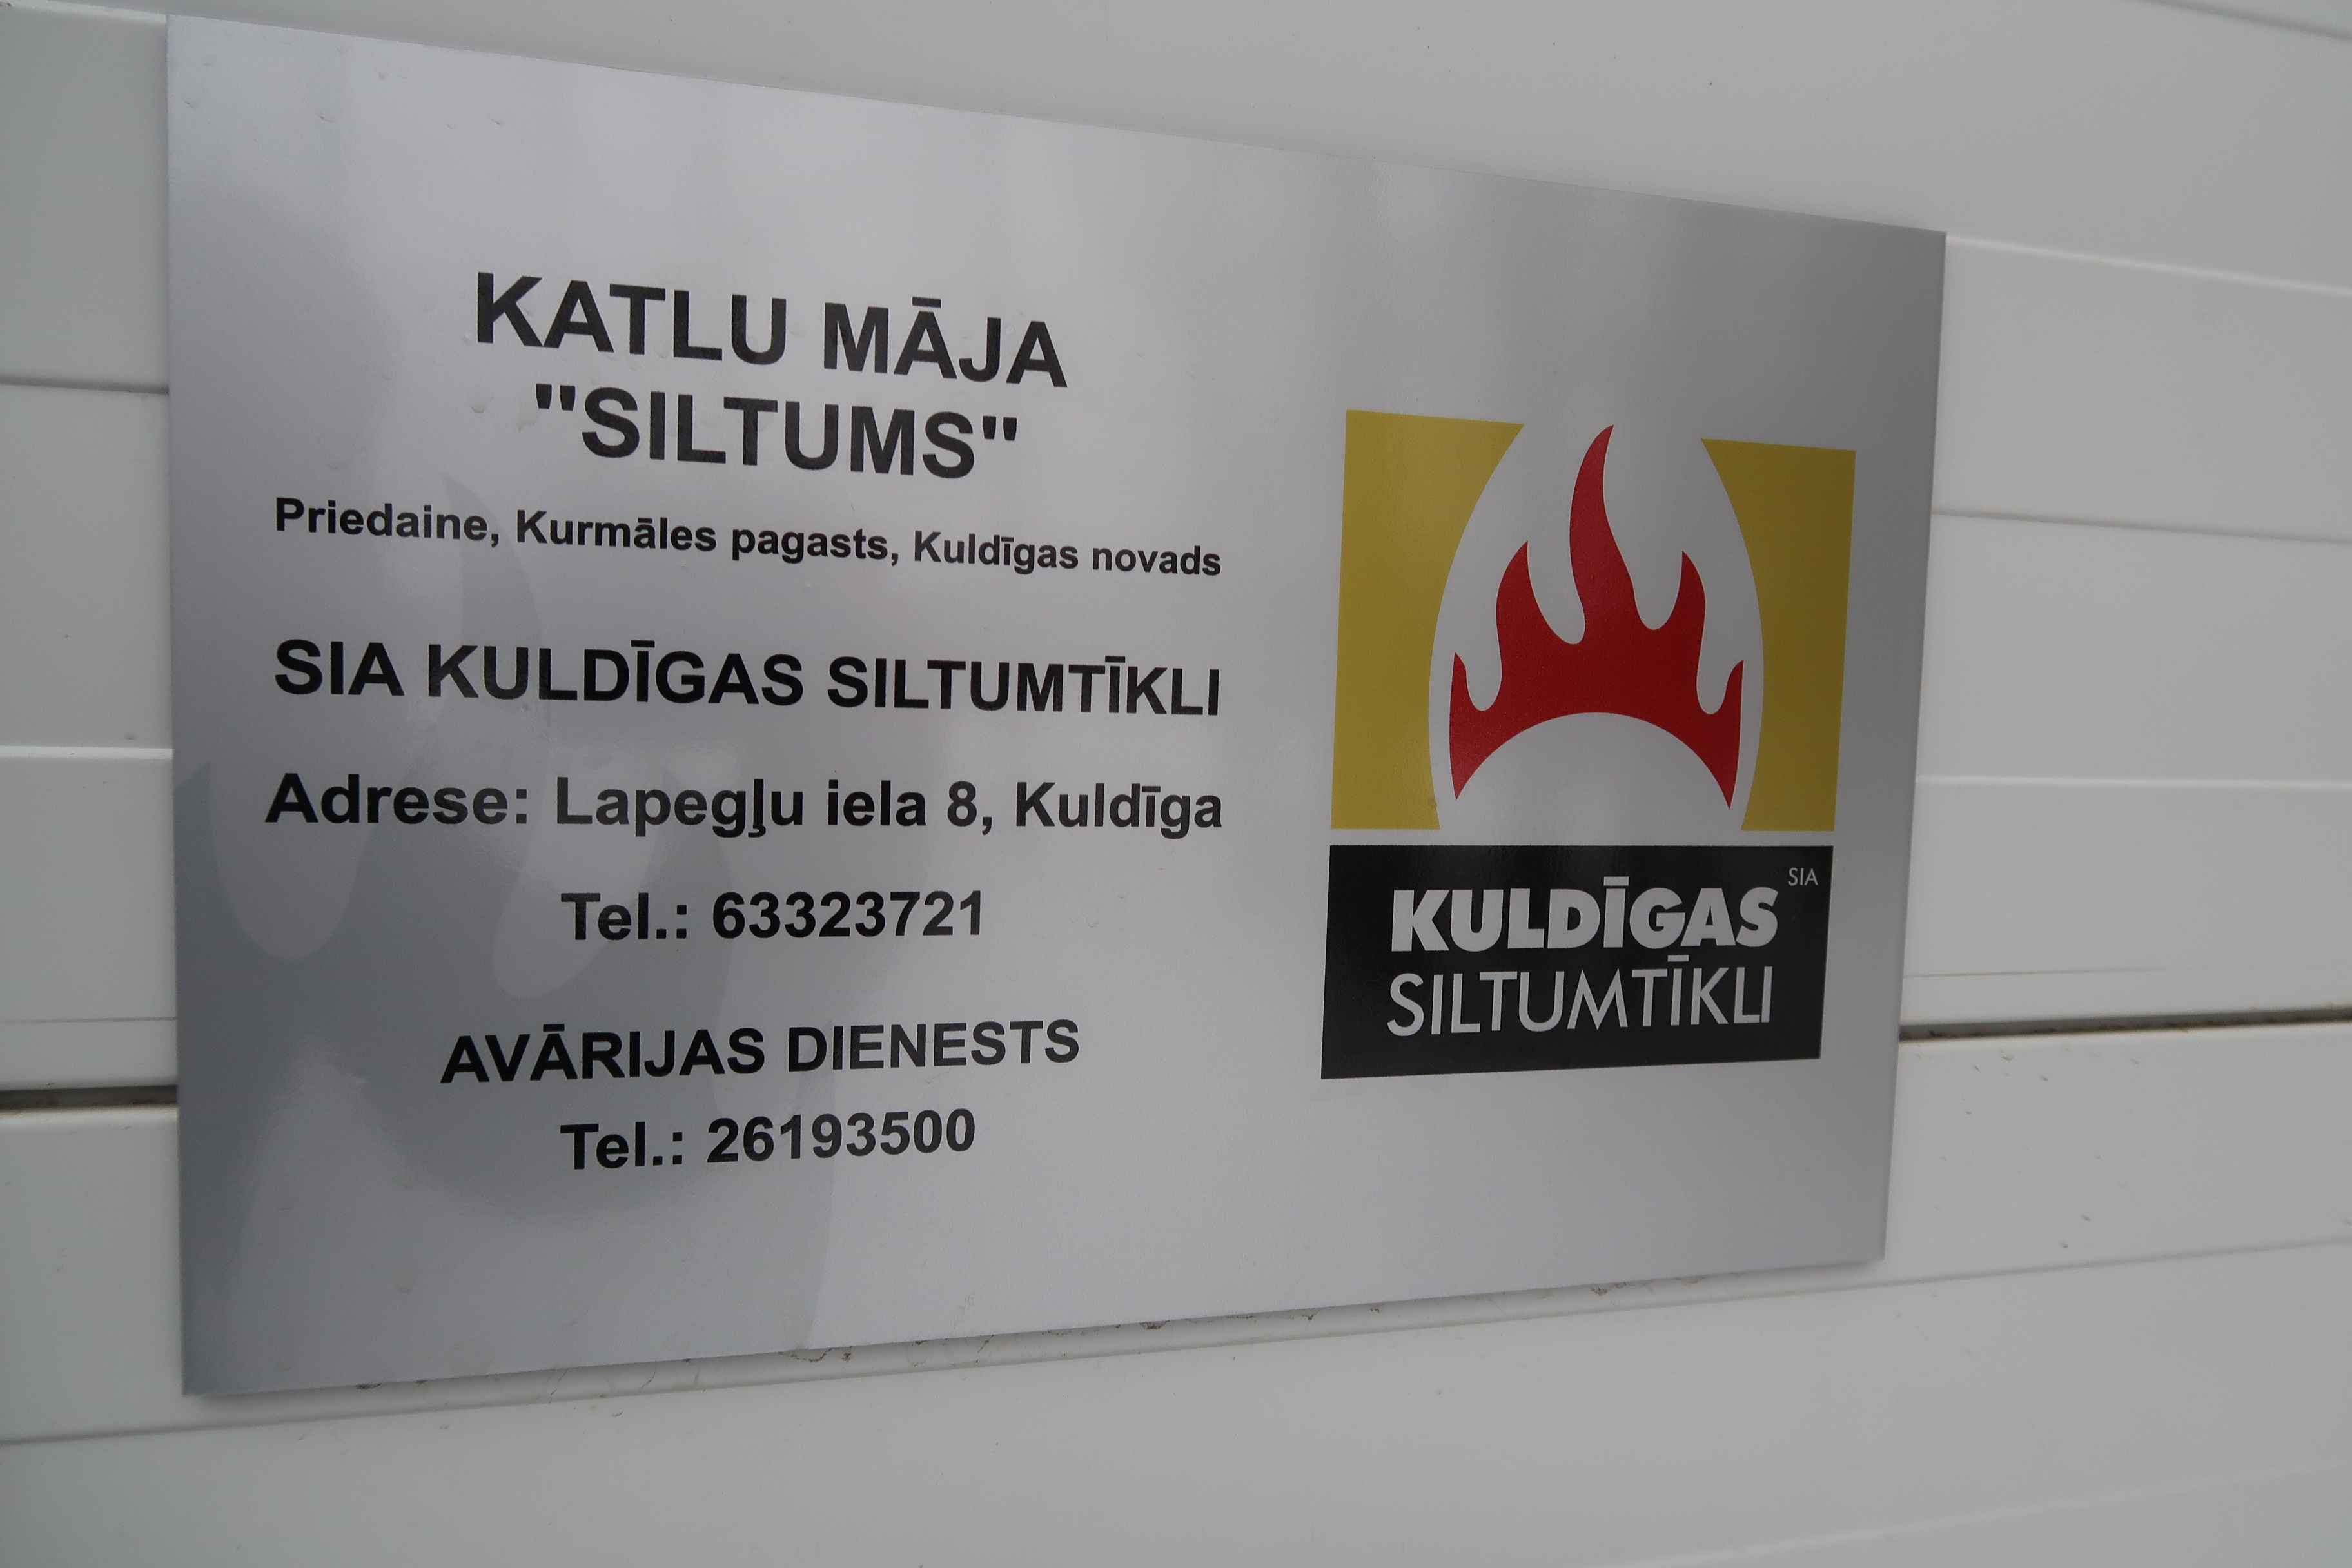 KATLU MĀJA
"SILTUMS"
Priedaine, Kurmāles pagasts, Kuldīgas novads
SIA KULDĪGAS SILTUMTĪKLI
Adrese: Lapegļu iela 8, Kuldīga
Tel.: 63323721
AVĀRIJAS DIENESTS
Tel.: 26193500
SIA
KULDĪGAS
SILTUMTĪKLI